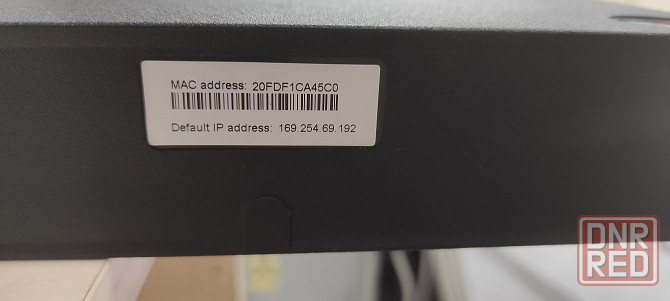 MAC address: 20FDF1CA45C0
Default IP address: 169.254.69.192
DNR
RED